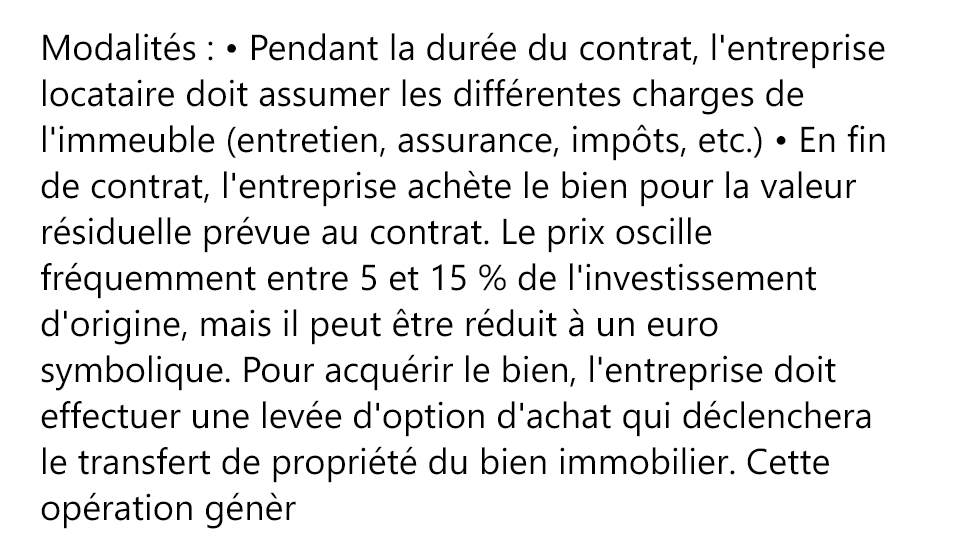 Modalités : • Pendant la durée du contrat, l'entreprise
locataire doit assumer les différentes charges de
l'immeuble (entretien, assurance, impôts, etc.) • En fin
de contrat, l'entreprise achète le bien pour la valeur
résiduelle prévue au contrat. Le prix oscille
fréquemment entre 5 et 15 % de l'investissement
d'origine, mais il peut être réduit à un euro
symbolique. Pour acquérir le bien, l'entreprise doit
effectuer une levée d'option d'achat qui déclenchera
le transfert de propriété du bien immobilier. Cette
opération génèr